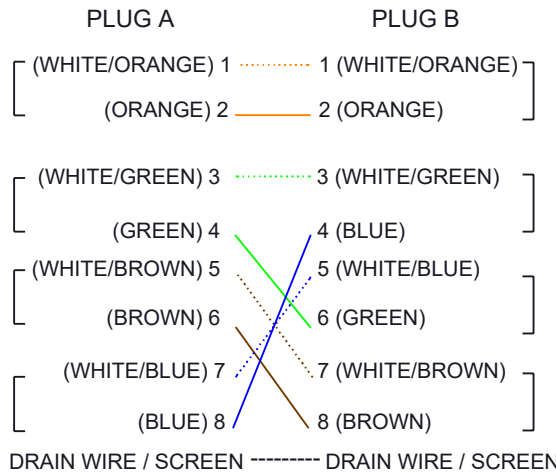 PLUG A PLUG B
(WHITE/ORANGE) 1 1 (WHITE/ORANGE)
(ORANGE) 2 2 (ORANGE)
(WHITE/GREEN) 3 3 (WHITE/GREEN)
(GREEN) 4 4 (BLUE)
(WHITE/BROWN) 5 5 (WHITE/BLUE)
(BROWN) 6 6 (GREEN)
(WHITE/BLUE) 7 7 (WHITE/BROWN)
(BLUE) 8 8 (BROWN)
DRAIN WIRE / SCREEN DRAIN WIRE / SCREEN